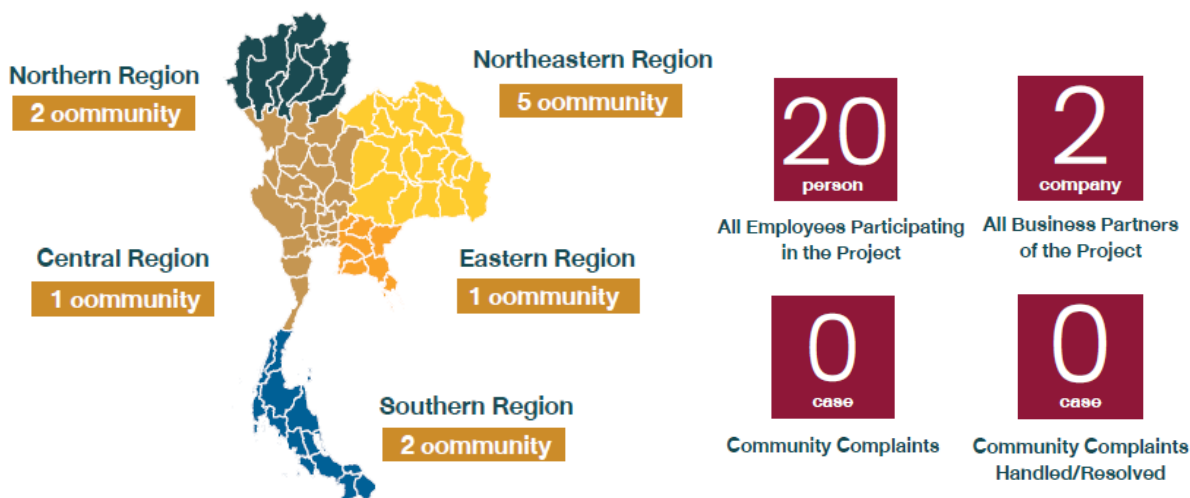 Northern Region
2 oommunity
Northeastern Region
5 oommunity
Central Region
1 oommunity
Eastern Region
1 oommunity
Southern Region
2 oommunity
20
person
All Employees Participating
in the Project
2
company
All Business Partners
of the Project
0
case
Community Complaints
0
case
Community Complaints
Handled/Resolved